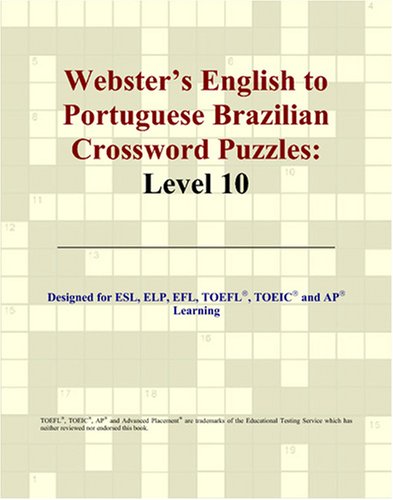 Webster's English to
Portuguese Brazilian
Crossword Puzzles:
Level 10
Designed for ESL, ELP, EFL, TOEFL®, TOEIC® and AP®
Learning
TOEFL®, TOEIC®, AP® and Advanced Placement® are trademarks of the Educational Testing Service which has
neither reviewed nor endorsed this book.